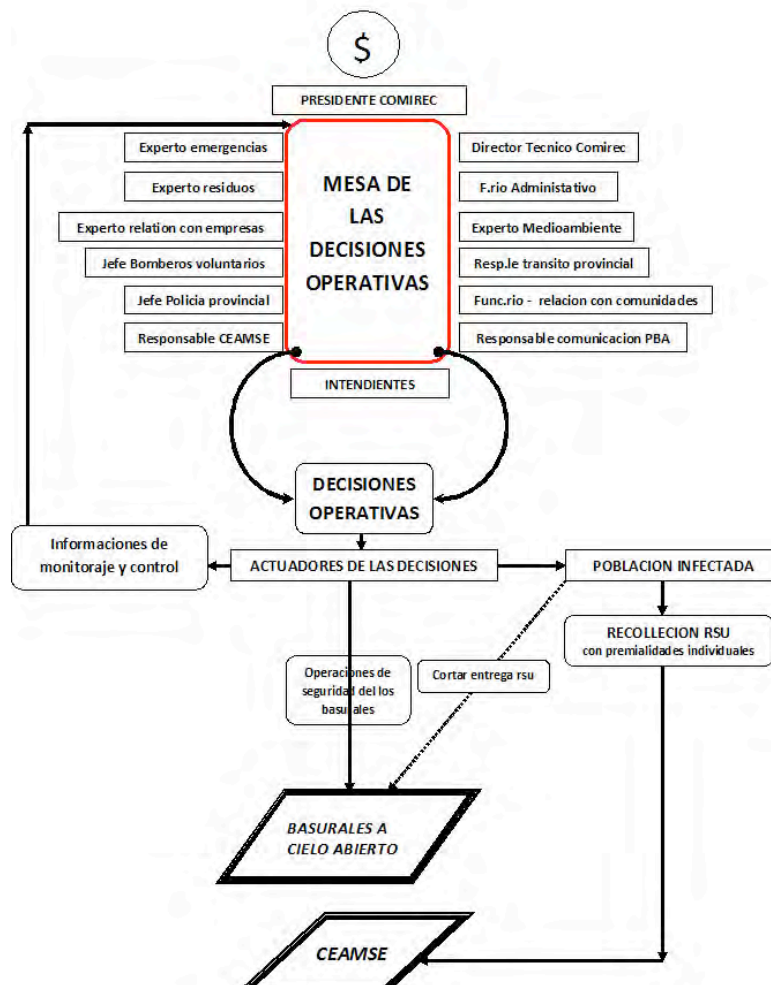 $
PRESIDENTE COMIREC
Experto emergencias
Experto residuos
Experto relation con empresas
Jefe Bomberos voluntarios
Jefe Policia provincial
Responsable CEAMSE
MESA DE
LAS
DECISIONES
OPERATIVAS
Director Tecnico Comirec
F.rio Administativo
Experto Medioambiente
Resp.le transito provincial
Func.rio - relacion con comunidades
Responsable comunicacion PBA
INTENDIENTES
DECISIONES
OPERATIVAS
Informaciones de
monitoraje y control
ACTUADORES DE LAS DECISIONES
POBLACION INFECTADA
RECOLLECION RSU
con premialidades individuales
Operaciones de
seguridad del los
basurales
Cortar entrega rsu
BASURALES A
CIELO ABIERTO
CEAMSE